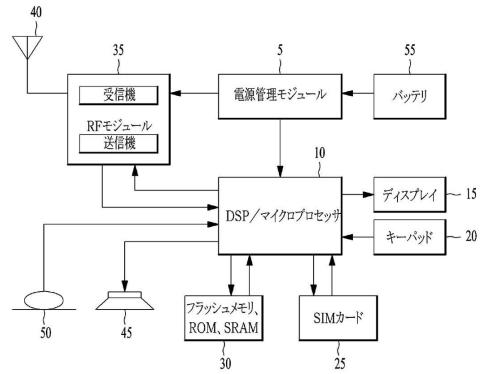 40
35
5
55
受信機
RFモジュール
送信機
電源管理モジュール
バッテリ
10
DSP/マイクロプロセッサ
ディスプレイ
15
キーパッド
20
50
45
フラッシュメモリ、
ROM、SRAM
30
SIMカード
25